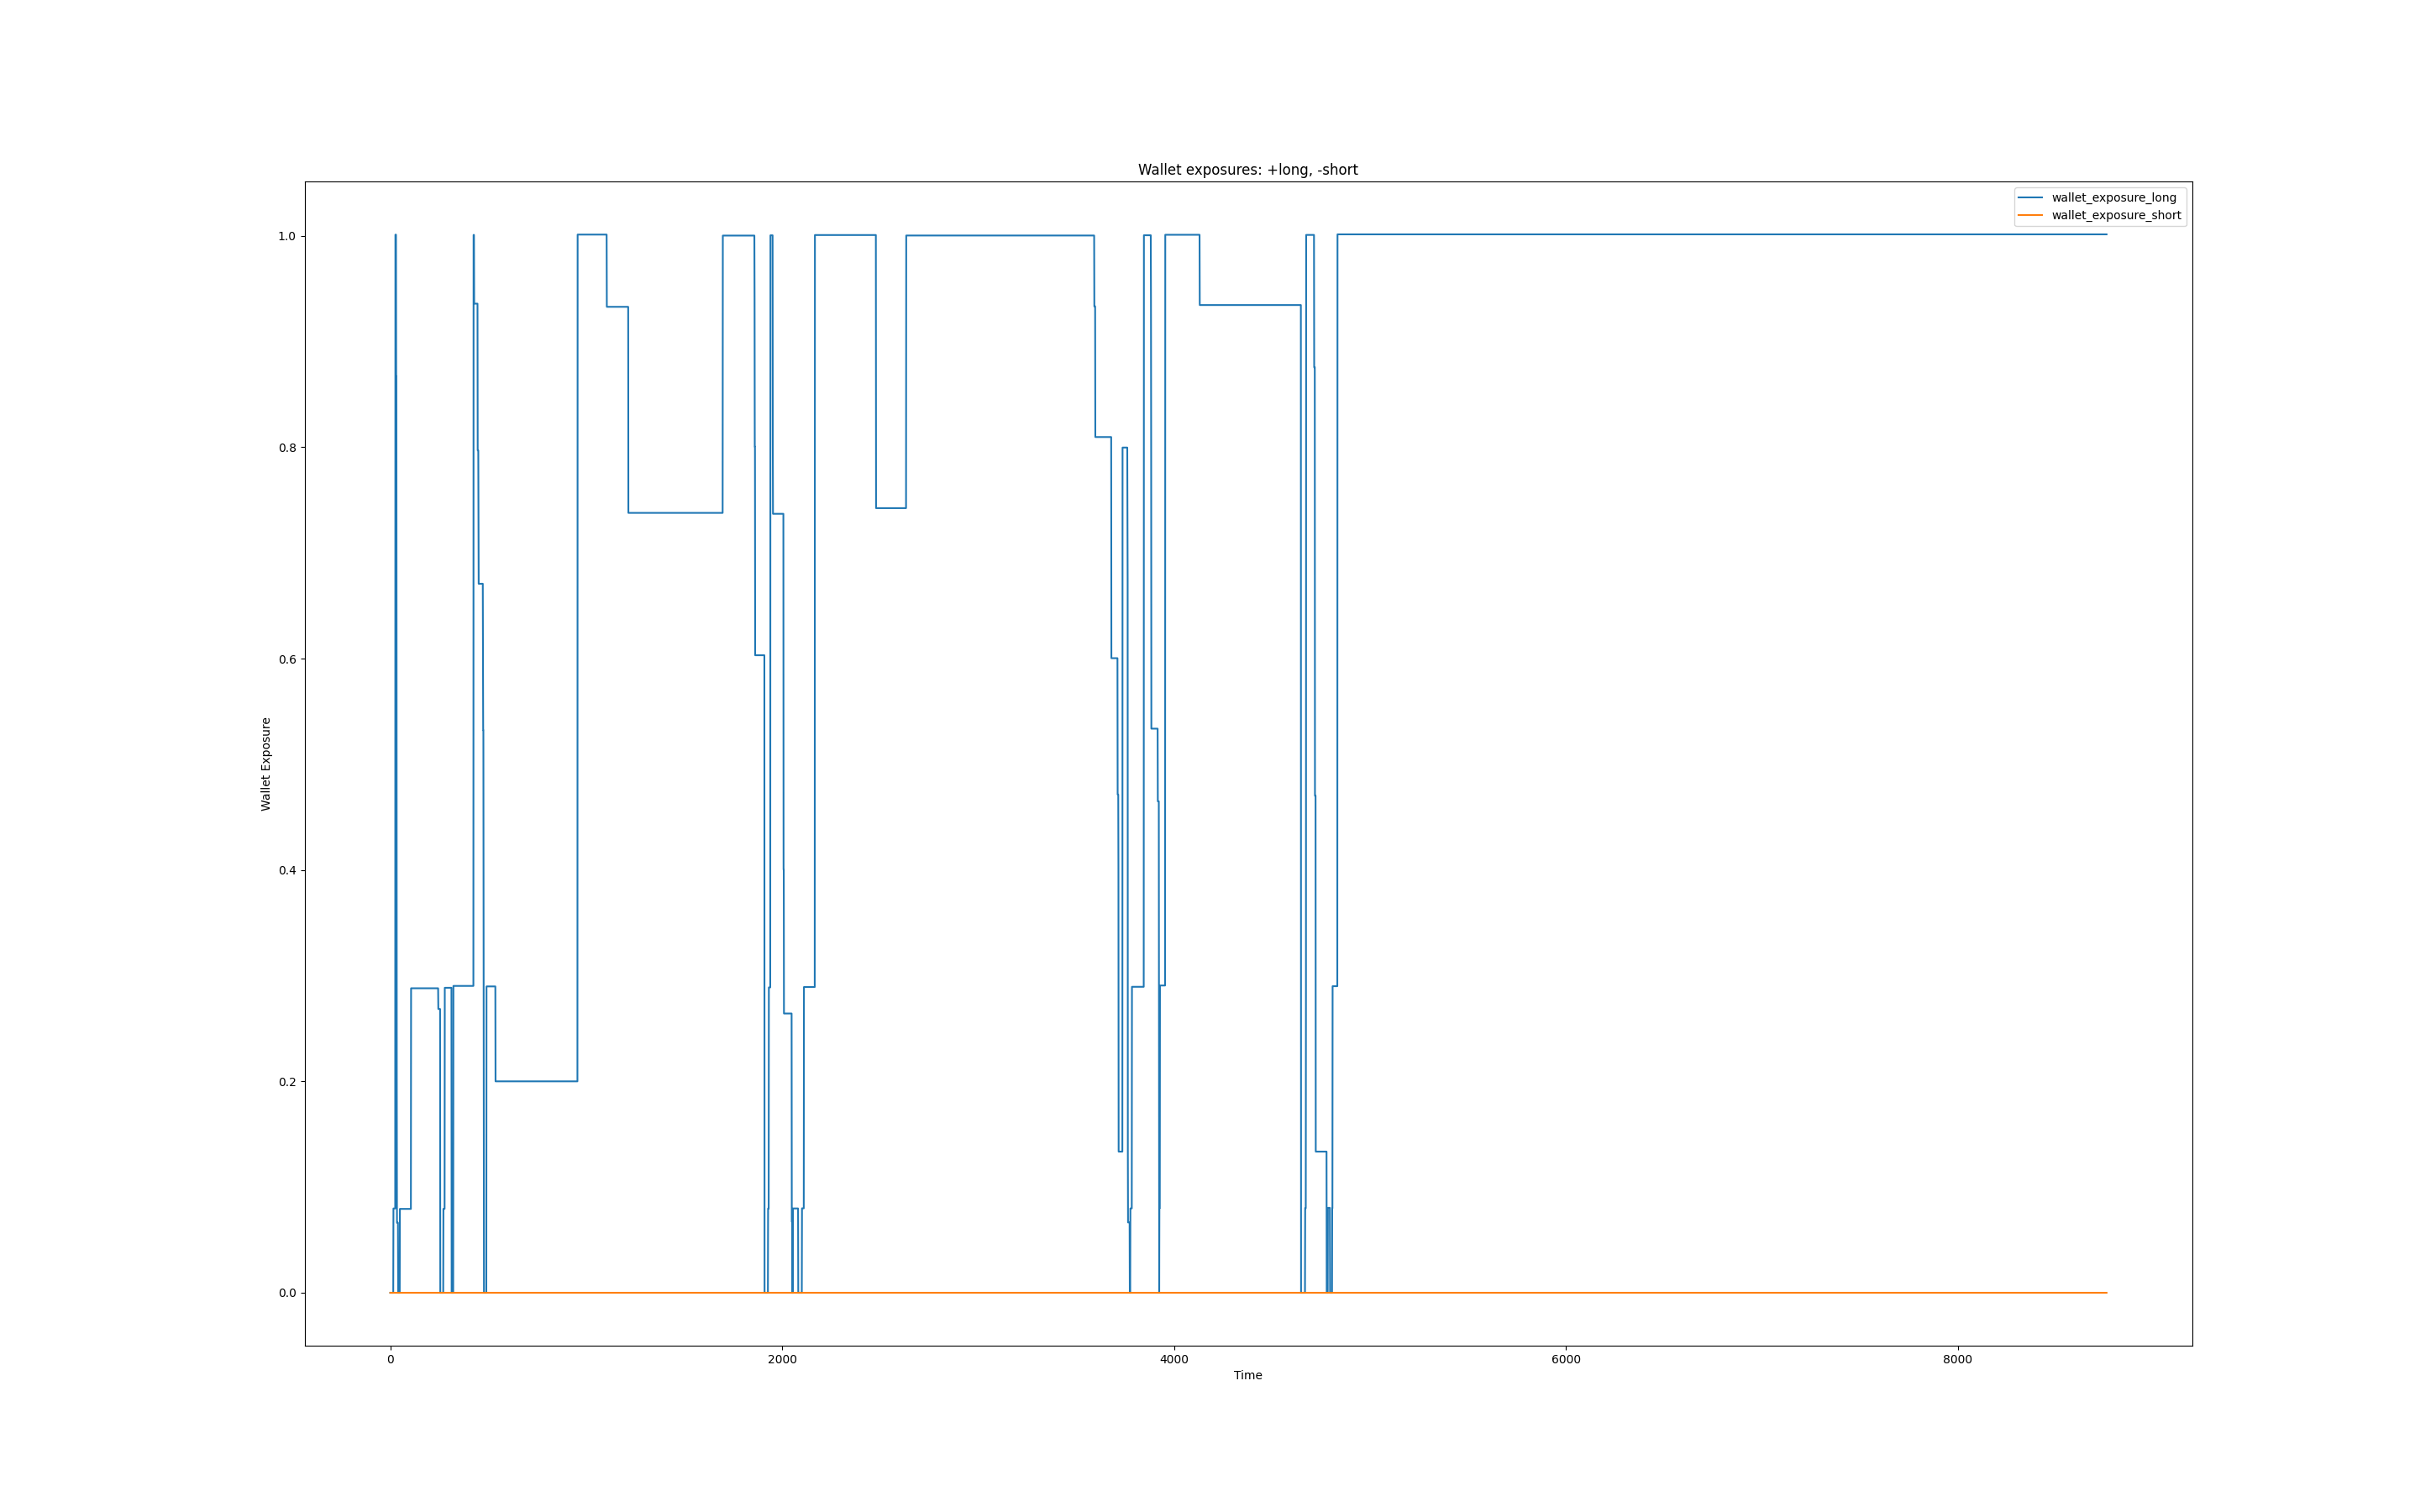 Wallet exposures: +long, -short
wallet_exposure_long
wallet_exposure_short
1.0
0.8
0.6
0.4
0.2
0.0
Wallet Exposure
0 2000 4000 6000 8000
Time